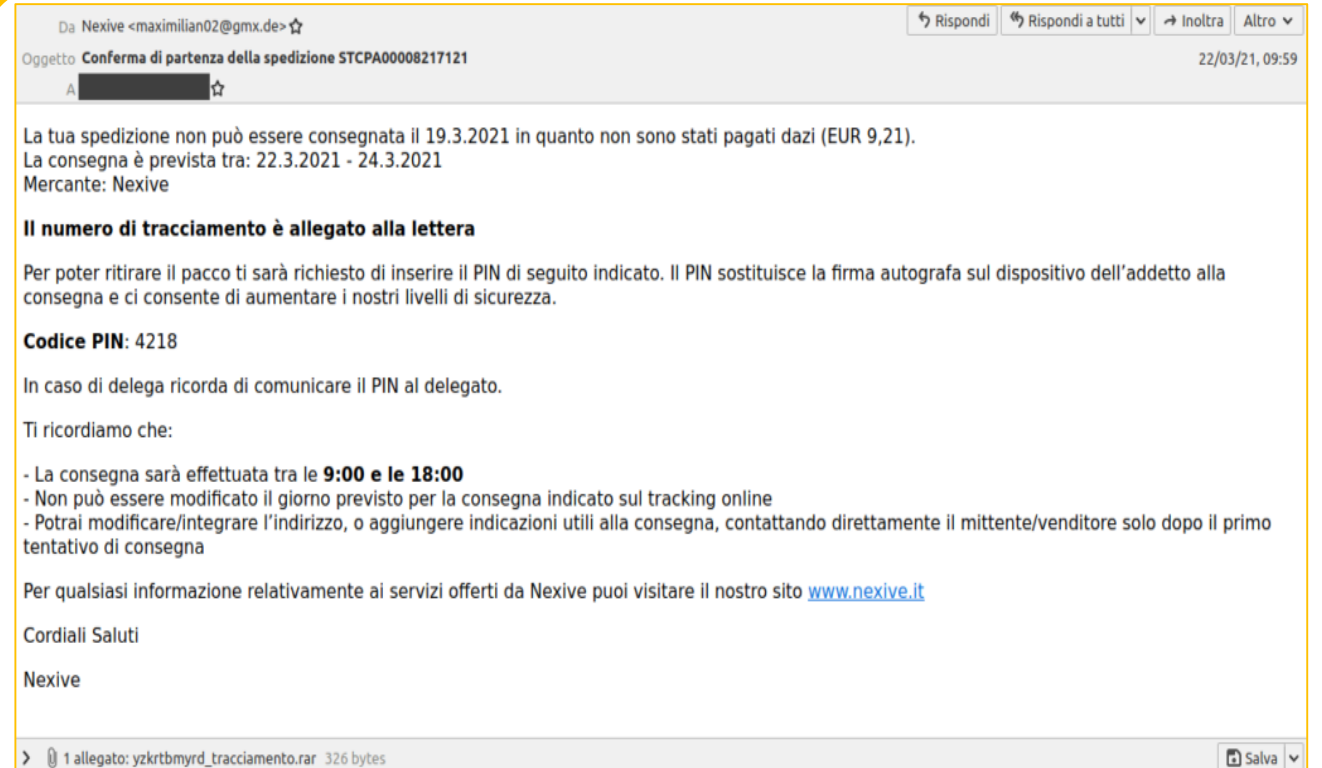 Da Nexive <maximilian02@gmx.de>
Rispondi Rispondi a tutti Inoltra Altro
Oggetto Conferma di partenza della spedizione STCPA00008217121 22/03/21, 09:59
A
La tua spedizione non può essere consegnata il 19.3.2021 in quanto non sono stati pagati dazi (EUR 9,21).
La consegna è prevista tra: 22.3.2021 - 24.3.2021
Mercante: Nexive
Il numero di tracciamento è allegato alla lettera
Per poter ritirare il pacco ti sarà richiesto di inserire il PIN di seguito indicato. Il PIN sostituisce la firma autografa sul dispositivo dell'addetto alla
consegna e ci consente di aumentare i nostri livelli di sicurezza.
Codice PIN: 4218
In caso di delega ricorda di comunicare il PIN al delegato.
Ti ricordiamo che:
- La consegna sarà effettuata tra le 9:00 e le 18:00
- Non può essere modificato il giorno previsto per la consegna indicato sul tracking online
- Potrai modificare/integrare l'indirizzo, o aggiungere indicazioni utili alla consegna, contattando direttamente il mittente/venditore solo dopo il primo
tentativo di consegna
Per qualsiasi informazione relativamente ai servizi offerti da Nexive puoi visitare il nostro sito www.nexive.it
Cordiali Saluti
Nexive
1 allegato: yzkrtbmyrd_tracciamento.rar 326 bytes Salva